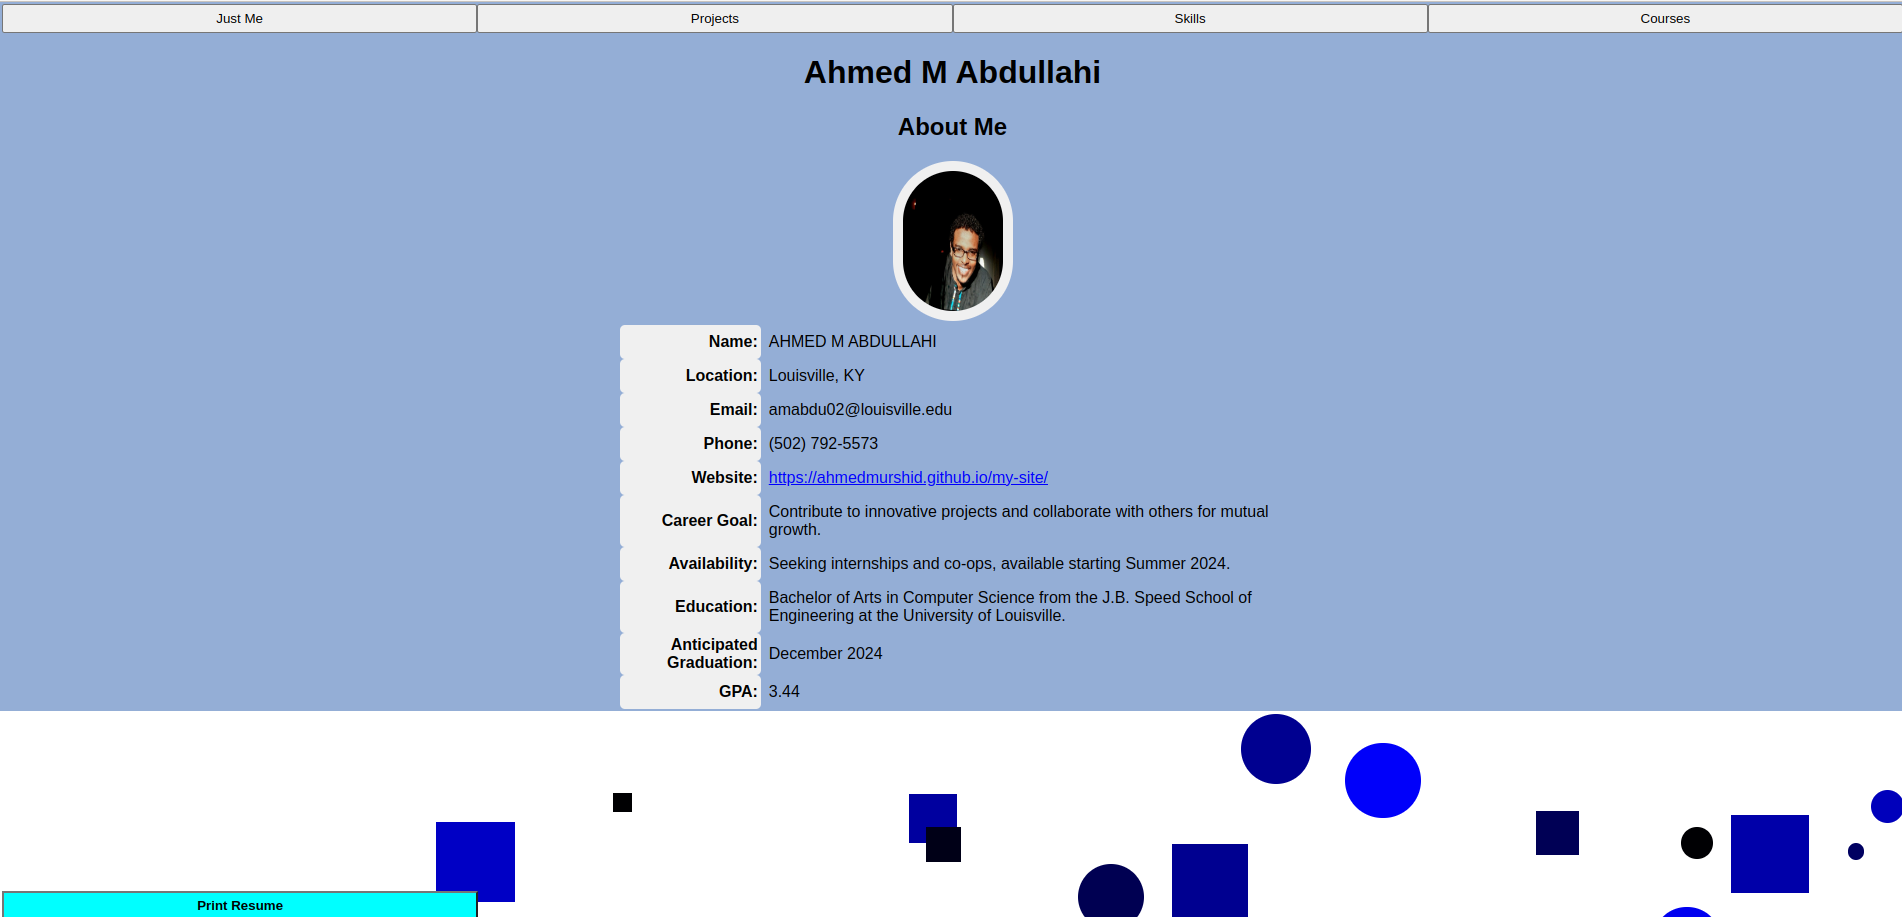 Just Me Projects Skills Courses
Ahmed M Abdullahi
About Me
Name: AHMED M ABDULLAHI
Location: Louisville, KY
Email: amabdu02@louisville.edu
Phone: (502) 792-5573
Website: https://ahmedmurshid.github.io/my-site/
Career Goal: Contribute to innovative projects and collaborate with others for mutual
growth.
Availability: Seeking internships and co-ops, available starting Summer 2024.
Education: Bachelor of Arts in Computer Science from the J.B. Speed School of
Engineering at the University of Louisville.
Anticipated
Graduation: December 2024
GPA: 3.44
Print Resume